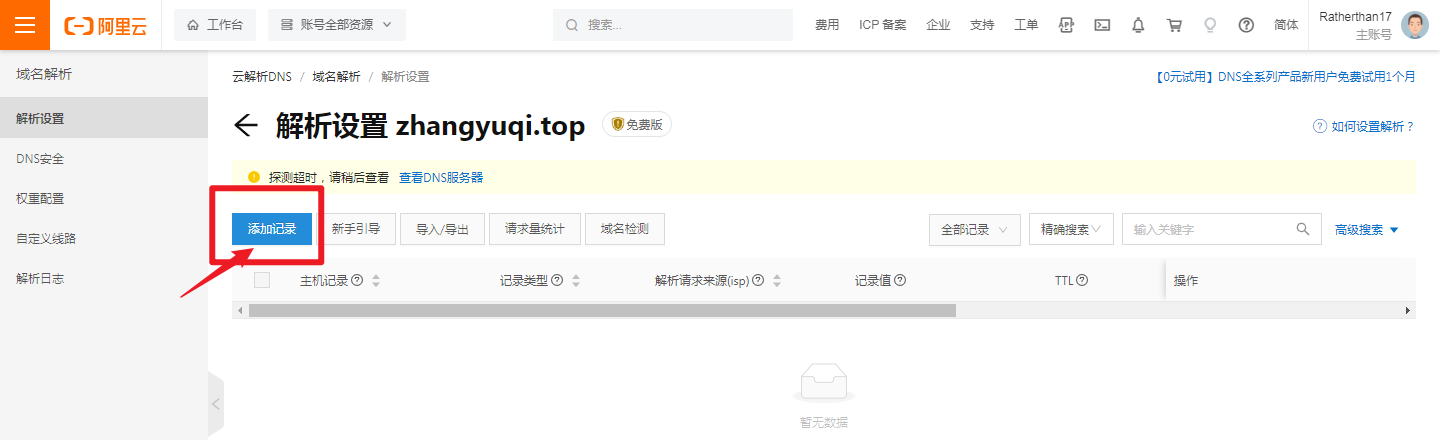 阿里云 工作台 账号全部资源 搜索... 费用 ICP 备案 企业 支持 工单 简体 Ratherthan17
主账号
域名解析
解析设置
DNS安全
权重配置
自定义线路
解析日志
云解析DNS / 域名解析 / 解析设置
【0元试用】DNS全系列产品新用户免费试用1个月
解析设置 zhangyuqi.top 免费版
如何设置解析？
探测超时，请稍后查看 查看DNS服务器
添加记录 新手引导 导入/导出 请求量统计 域名检测 全部记录 精确搜索 输入关键字 高级搜索
主机记录 记录类型 解析请求来源(isp) 记录值 TTL 操作
暂无数据